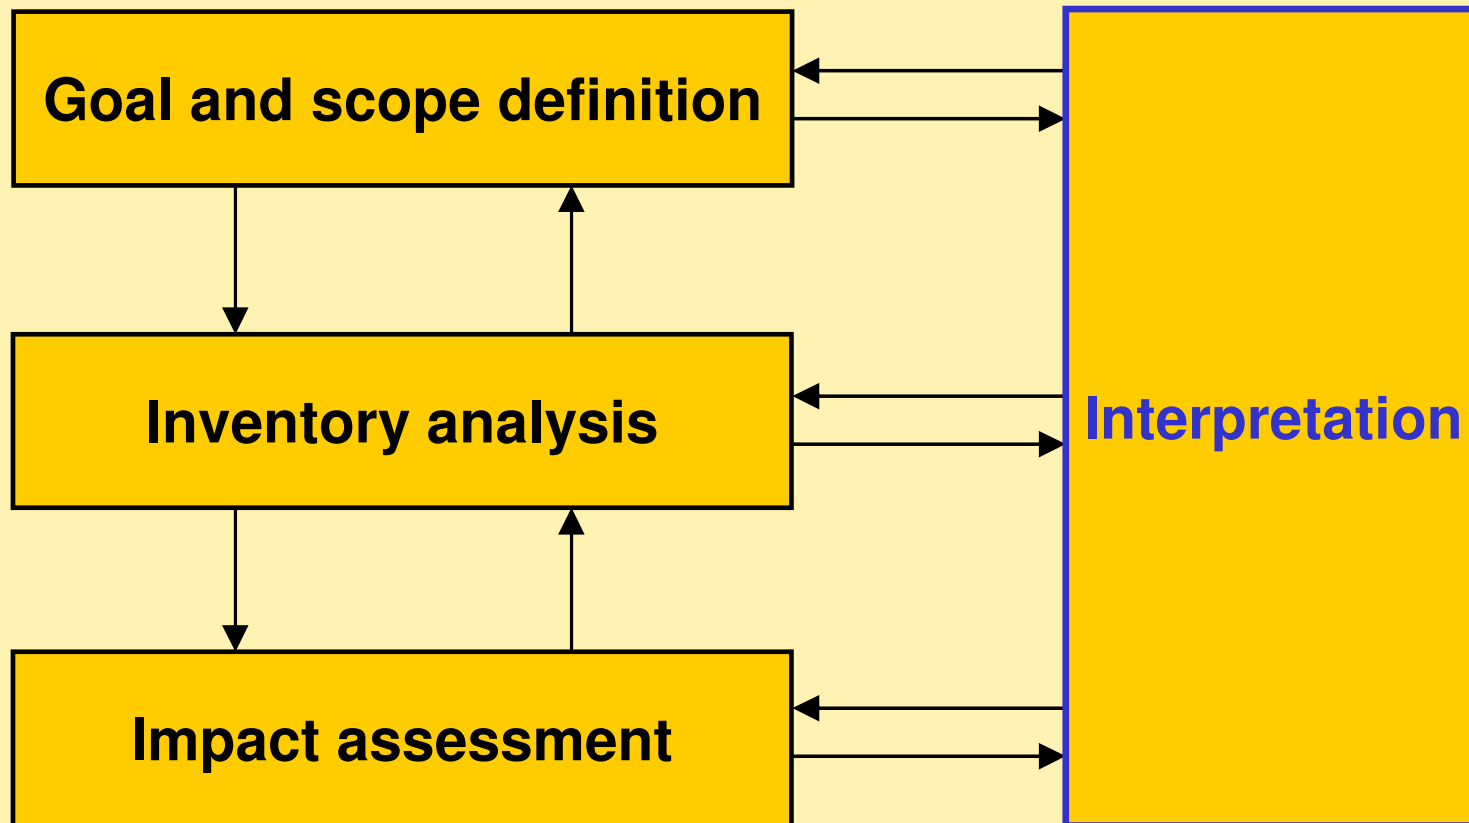 Goal and scope definition
Inventory analysis
Interpretation
Impact assessment